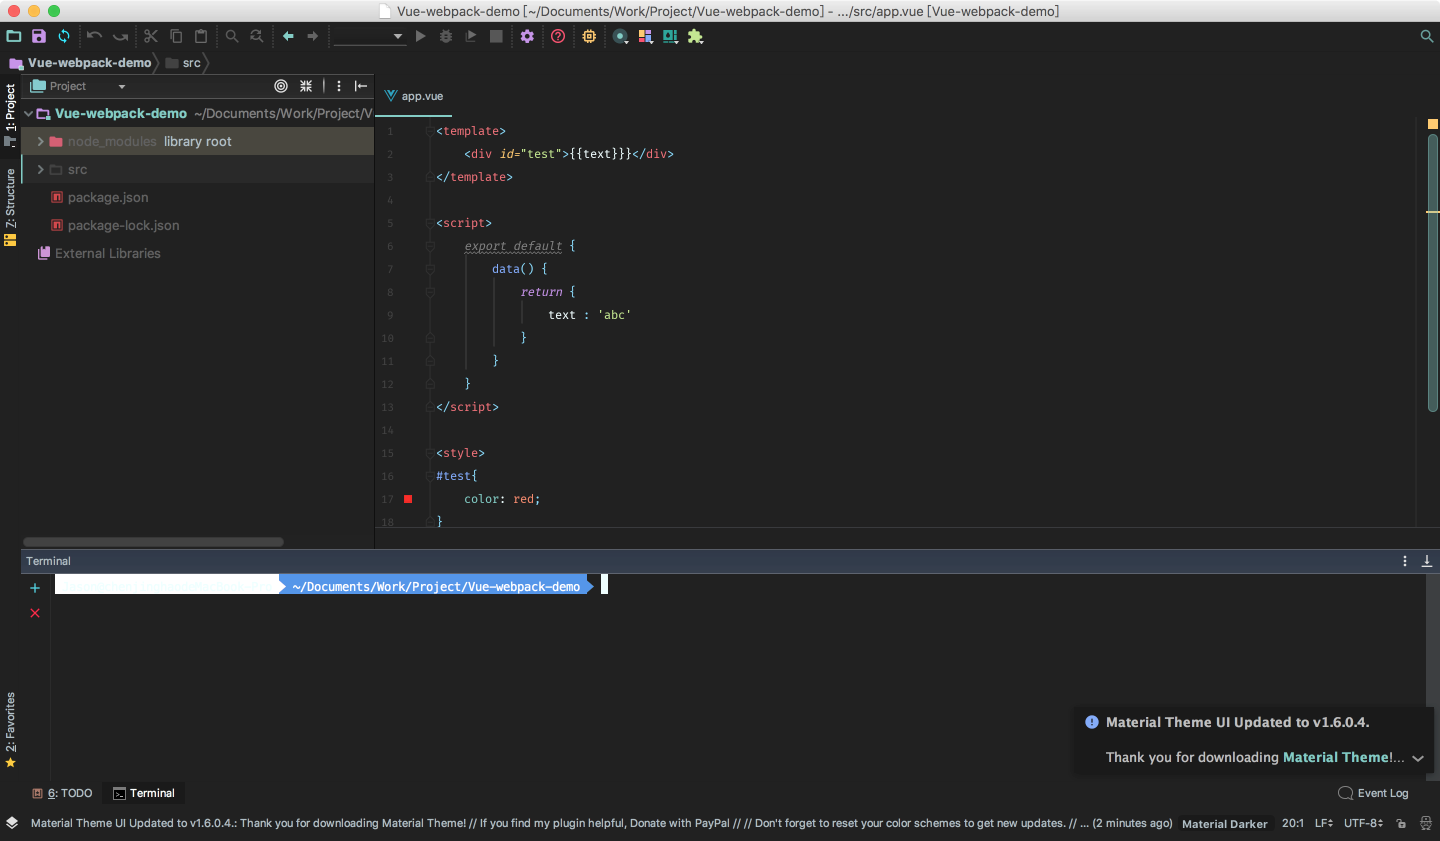 Vue-webpack-demo [~/Documents/Work/Project/Vue-webpack-demo] - .../src/app.vue [Vue-webpack-demo]
Vue-webpack-demo src
1: Project
Project
app.vue
Vue-webpack-demo ~/Documents/Work/Project/V
node_modules library root
src
package.json
package-lock.json
External Libraries
7: Structure
1 <template>
2 <div id="test">{{text}}}</div>
3 </template>
4
5 <script>
6 export default {
7 data() {
8 return {
9 text : 'abc'
10 }
11 }
12 }
13 </script>
14
15 <style>
16 #test{
17 color: red;
18 }
Terminal
~/Documents/Work/Project/Vue-webpack-demo
2: Favorites
Material Theme UI Updated to v1.6.0.4.
Thank you for downloading Material Theme!...
6: TODO Terminal Event Log
Material Theme UI Updated to v1.6.0.4.: Thank you for downloading Material Theme! // If you find my plugin helpful, Donate with PayPal // // Don't forget to reset your color schemes to get new updates. // ... (2 minutes ago) Material Darker 20:1 LF UTF-8